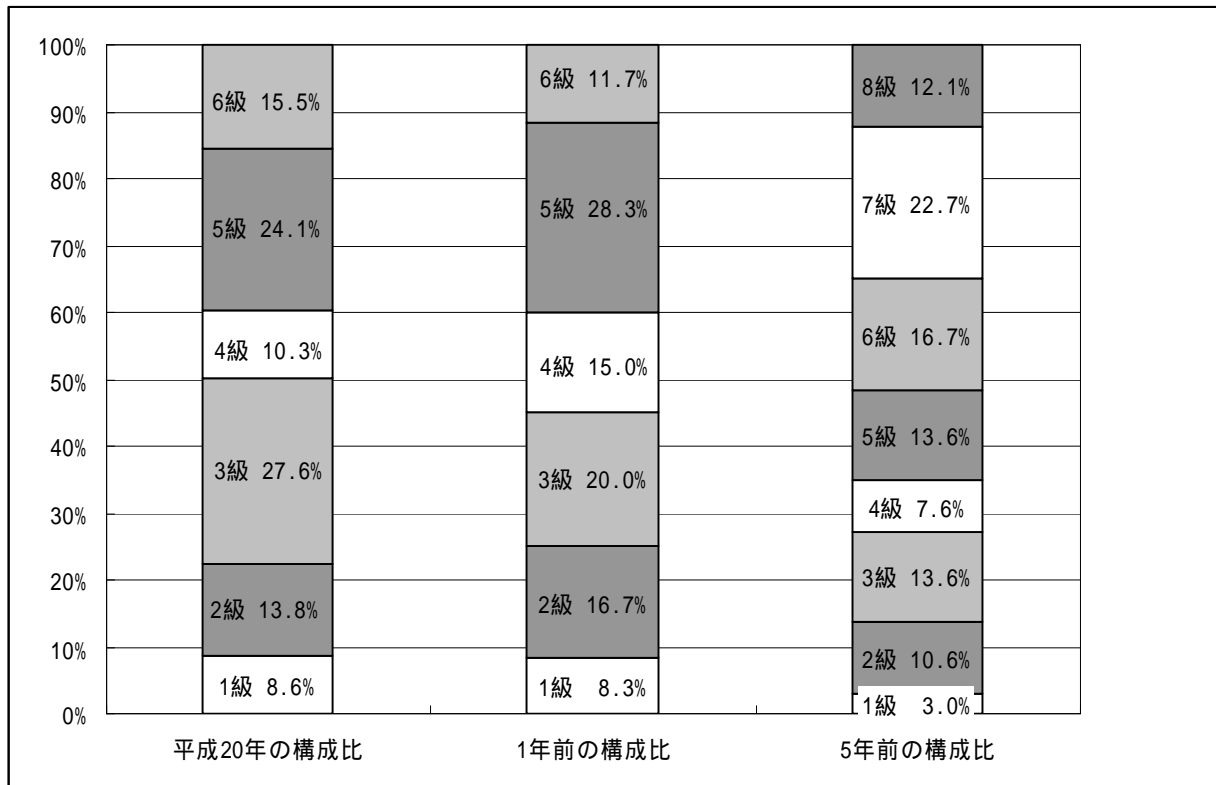 100%
90%
80%
70%
60%
50%
40%
30%
20%
10%
0%
6級 15.5%
5級 24.1%
4級 10.3%
3級 27.6%
2級 13.8%
1級 8.6%
6級 11.7%
5級 28.3%
4級 15.0%
3級 20.0%
2級 16.7%
1級 8.3%
8級 12.1%
7級 22.7%
6級 16.7%
5級 13.6%
4級 7.6%
3級 13.6%
2級 10.6%
1級 3.0%
平成20年の構成比
1年前の構成比
5年前の構成比